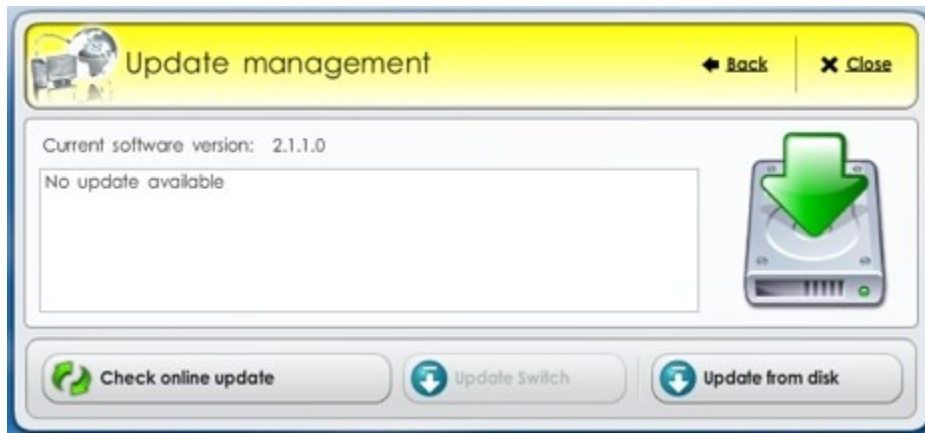 Update management
Back
Close
Current software version: 2.1.1.0
No update available
Check online update
Update Switch
Update from disk